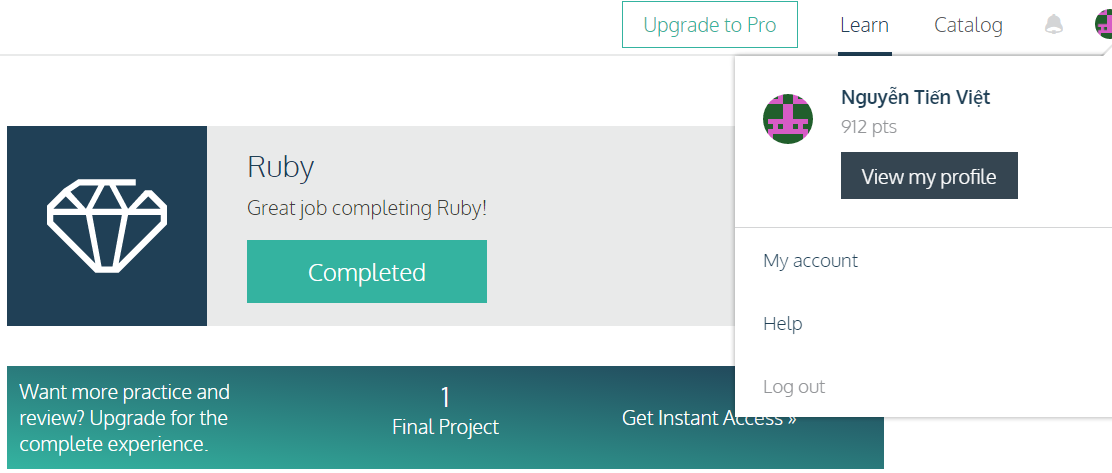 Upgrade to Pro
Learn
Catalog
Nguyễn Tiến Việt
912 pts
View my profile
My account
Help
Log out
Ruby
Great job completing Ruby!
Completed
Want more practice and
review? Upgrade for the
complete experience.
1
Final Project
Get Instant Access »